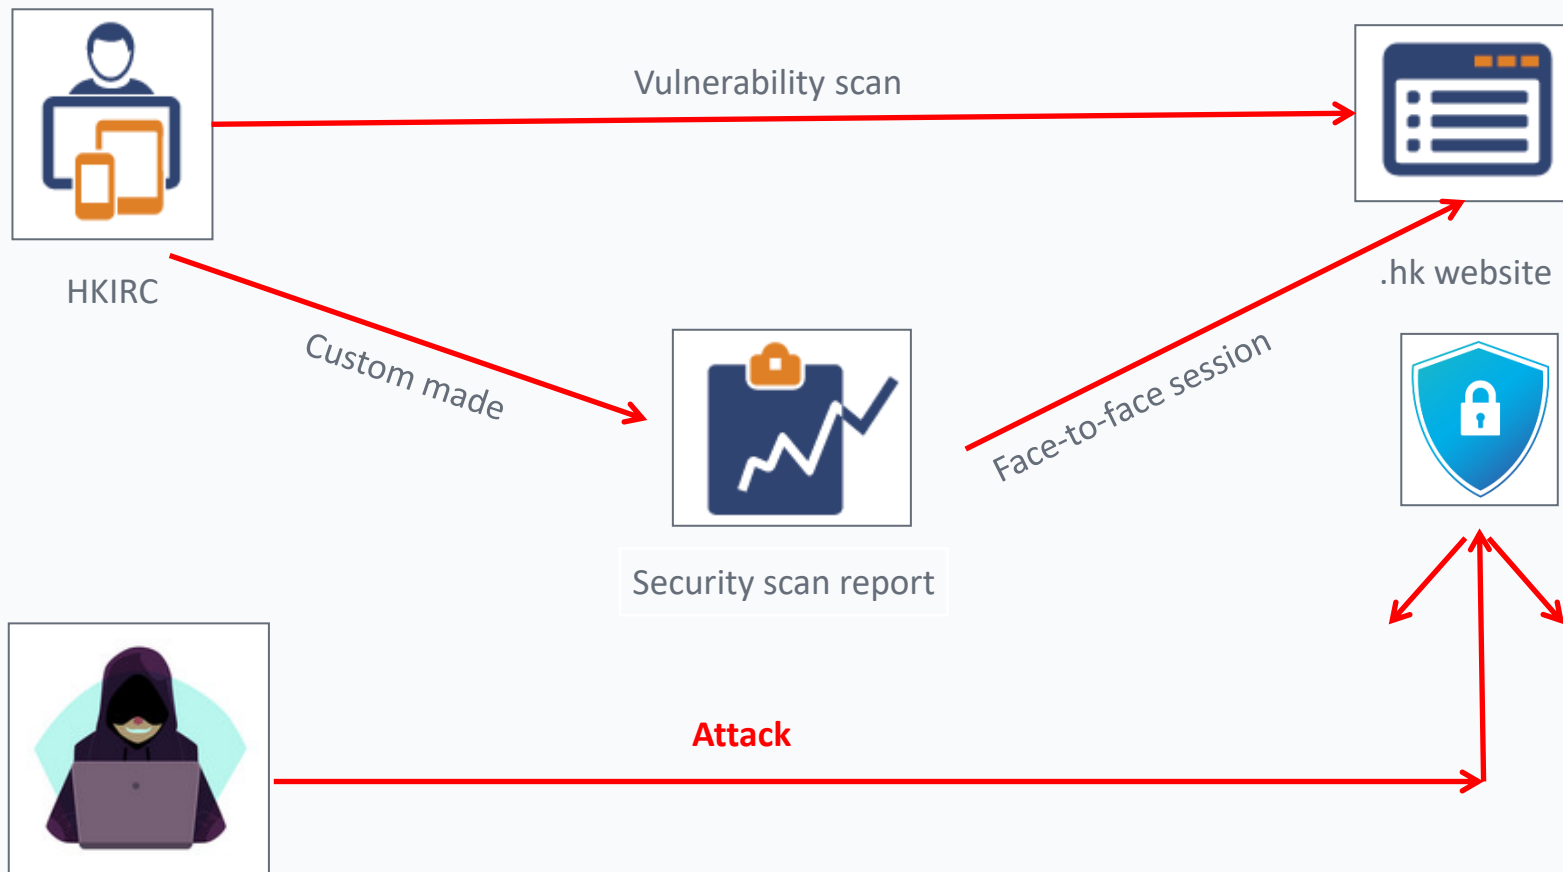 Vulnerability scan
HKIRC
.hk website
Custom made
Face-to-face session
Security scan report
Attack